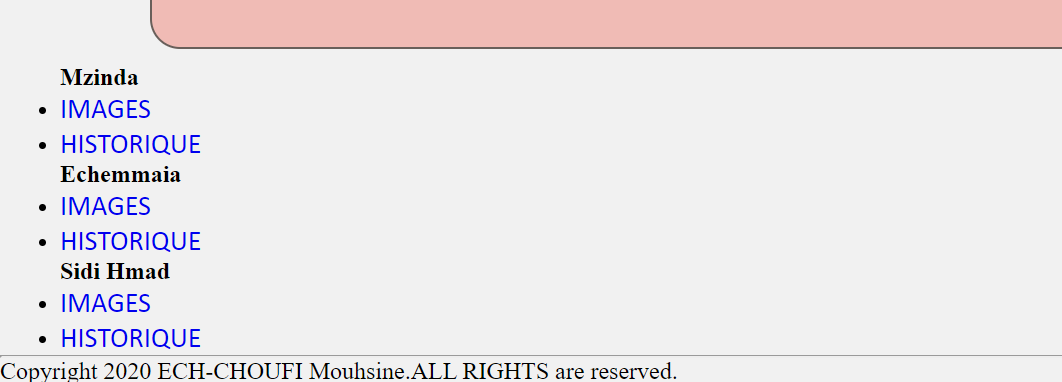 Mzinda
IMAGES
HISTORIQUE
Echemmaia
IMAGES
HISTORIQUE
Sidi Hmad
IMAGES
HISTORIQUE
Copyright 2020 ECH-CHOUFI Mouhsine.ALL RIGHTS are reserved.